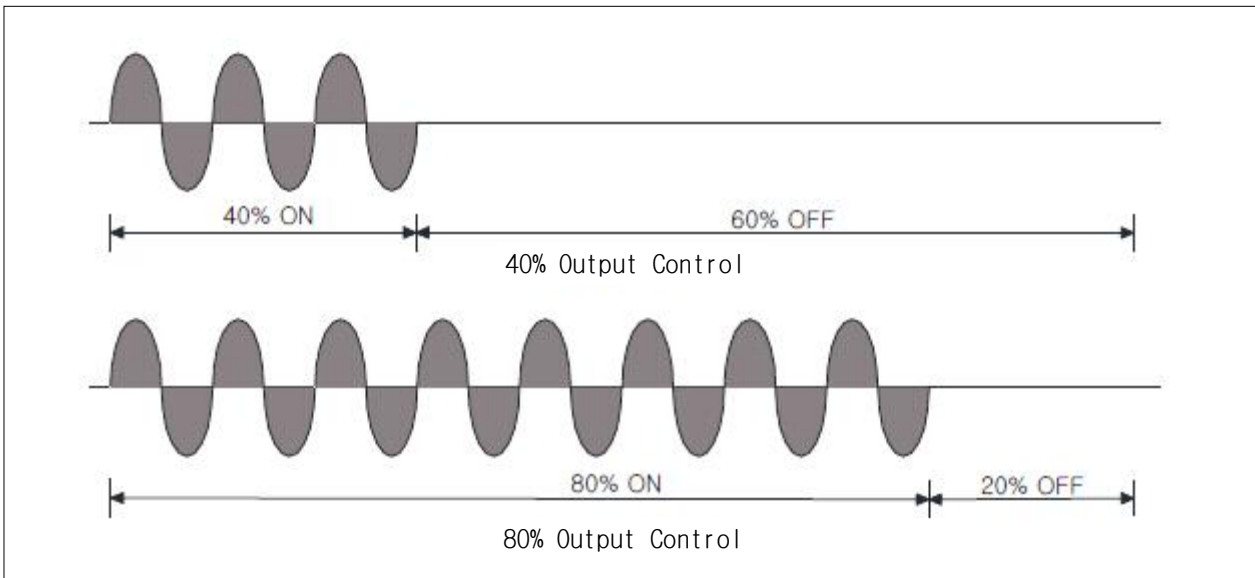 40% ON 60% OFF
40% Output Control
80% ON 20% OFF
80% Output Control